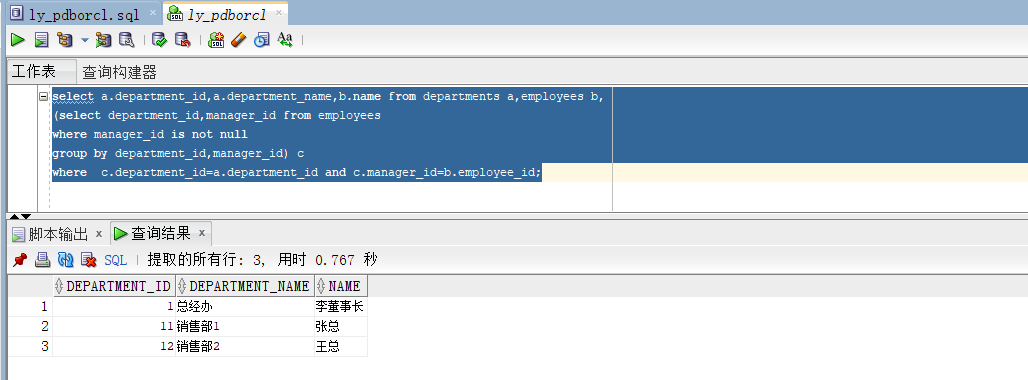 ly_pdborcl.sql ly_pdborcl
工作表 查询构建器
select a.department_id,a.department_name,b.name from departments a,employees b,
(select department_id,manager_id from employees
where manager_id is not null
group by department_id,manager_id) c
where  c.department_id=a.department_id and c.manager_id=b.employee_id;
脚本输出 x 查询结果 x
SQL | 提取的所有行: 3, 用时 0.767 秒
DEPARTMENT_ID DEPARTMENT_NAME NAME
1 1 总经办 李董事长
2 11 销售部1 张总
3 12 销售部2 王总